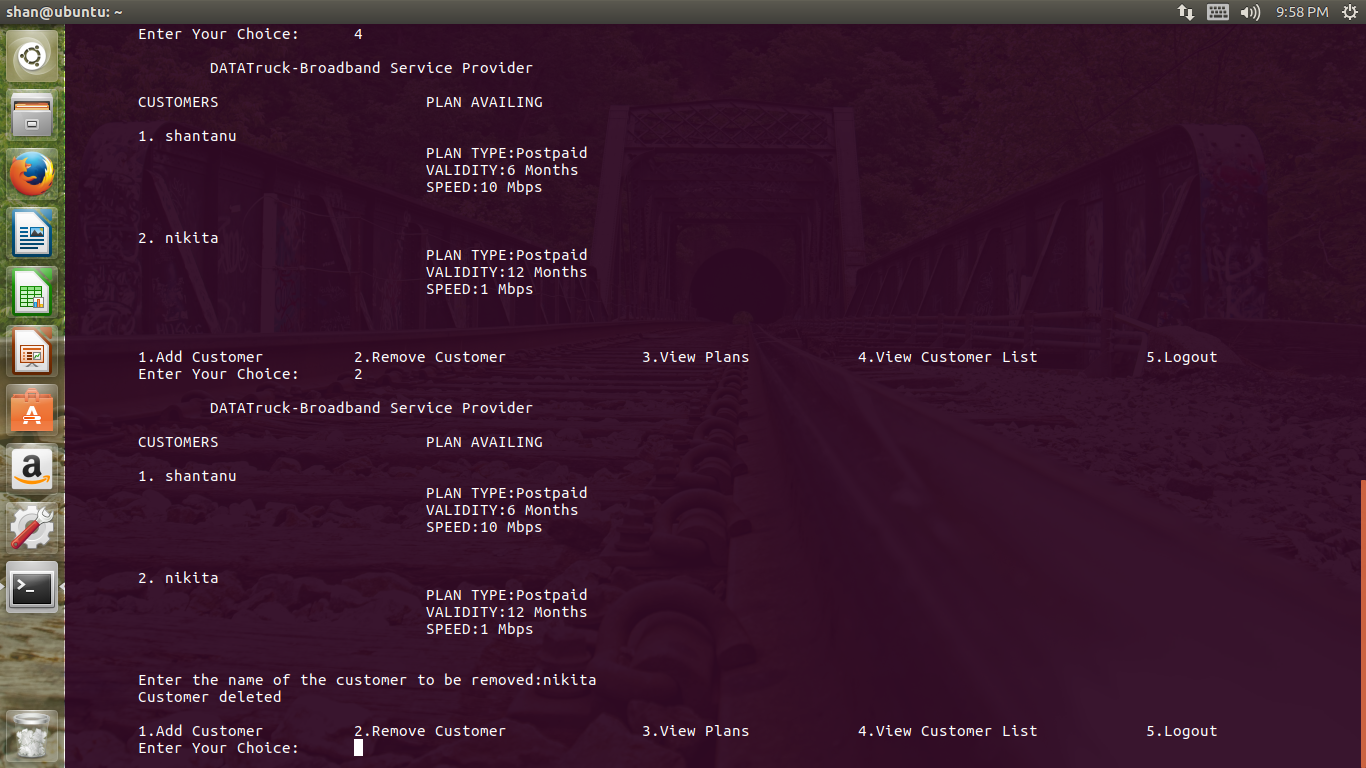 shan@ubuntu: ~
9:58 PM
Enter Your Choice: 4
DATATruck-Broadband Service Provider
CUSTOMERS PLAN AVAILING
1. shantanu
PLAN TYPE:Postpaid
VALIDITY:6 Months
SPEED:10 Mbps
2. nikita
PLAN TYPE:Postpaid
VALIDITY:12 Months
SPEED:1 Mbps
1.Add Customer 2.Remove Customer 3.View Plans 4.View Customer List 5.Logout
Enter Your Choice: 2
DATATruck-Broadband Service Provider
CUSTOMERS PLAN AVAILING
1. shantanu
PLAN TYPE:Postpaid
VALIDITY:6 Months
SPEED:10 Mbps
2. nikita
PLAN TYPE:Postpaid
VALIDITY:12 Months
SPEED:1 Mbps
Enter the name of the customer to be removed:nikita
Customer deleted
1.Add Customer 2.Remove Customer 3.View Plans 4.View Customer List 5.Logout
Enter Your Choice: